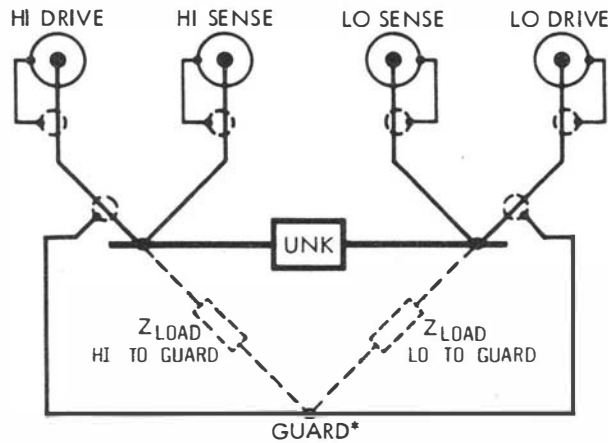 HI DRIVE HI SENSE LO SENSE LO DRIVE
UNK
ZLOAD
HI TO GUARD
ZLOAD
LO TO GUARD
GUARD*